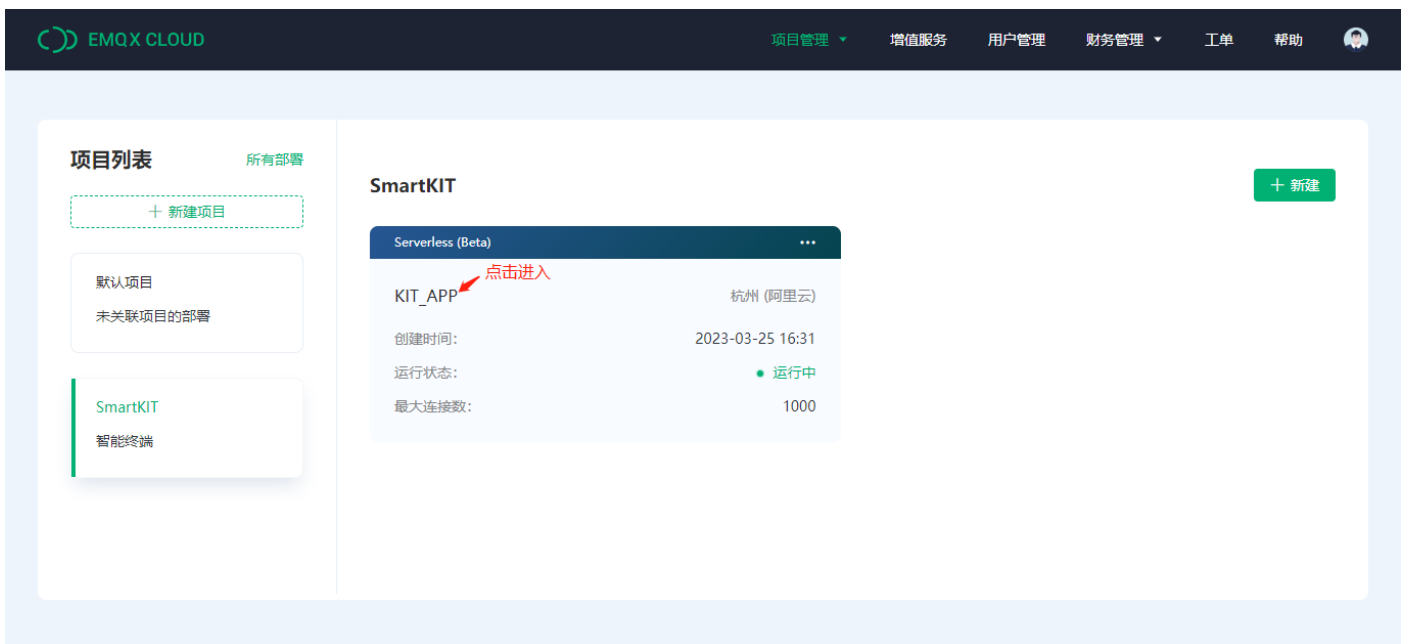 EMQX CLOUD
项目管理 增值服务 用户管理 财务管理 工单 帮助
项目列表 所有部署
+ 新建项目
默认项目
未关联项目的部署
SmartKIT
智能终端
SmartKIT
+ 新建
Serverless (Beta) •••
点击进入
KIT_APP 杭州 (阿里云)
创建时间: 2023-03-25 16:31
运行状态: 运行中
最大连接数: 1000